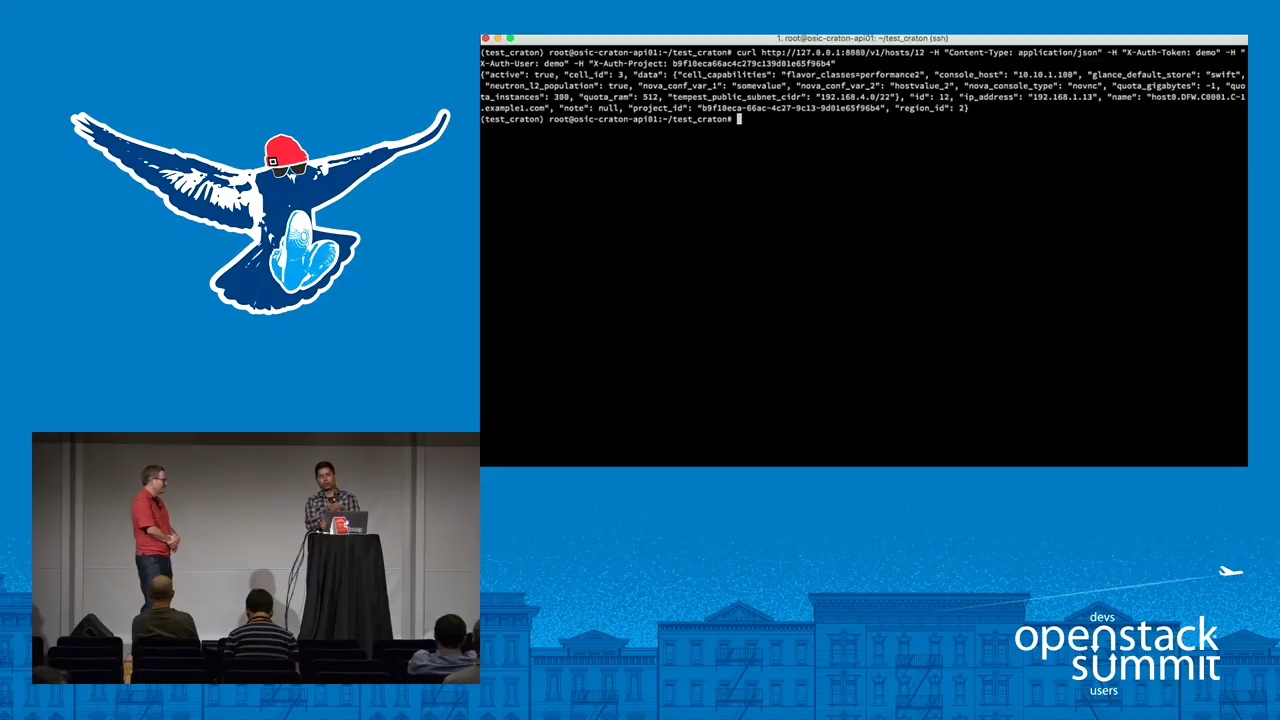 1. root@osic-craton-api01: ~/test_craton (ssh)
(test_craton) root@osic-craton-api01:~/test_craton# curl http://127.0.0.1:8080/v1/hosts/12 -H "Content-Type: application/json" -H "X-Auth-Token: demo" -H "
X-Auth-User: demo" -H "X-Auth-Project: b9f10eca66ac4c279c139d01e65f96b4"
{"active": true, "cell_id": 3, "data": {"cell_capabilities": "flavor_classes=performance2", "console_host": "10.10.1.100", "glance_default_store": "swift",
"neutron_l2_population": true, "nova_conf_var_1": "somevalue", "nova_conf_var_2": "hostvalue_2", "nova_console_type": "novnc", "quota_gigabytes": -1, "quo
ta_instances": 300, "quota_ram": 512, "tempest_public_subnet_cidr": "192.168.4.0/22"}, "id": 12, "ip_address": "192.168.1.13", "name": "host0.DFW.C0001.C-1
.example1.com", "note": null, "project_id": "b9f10eca-66ac-4c27-9c13-9d01e65f96b4", "region_id": 2}
(test_craton) root@osic-craton-api01:~/test_craton#
devs
openstack
summit
users